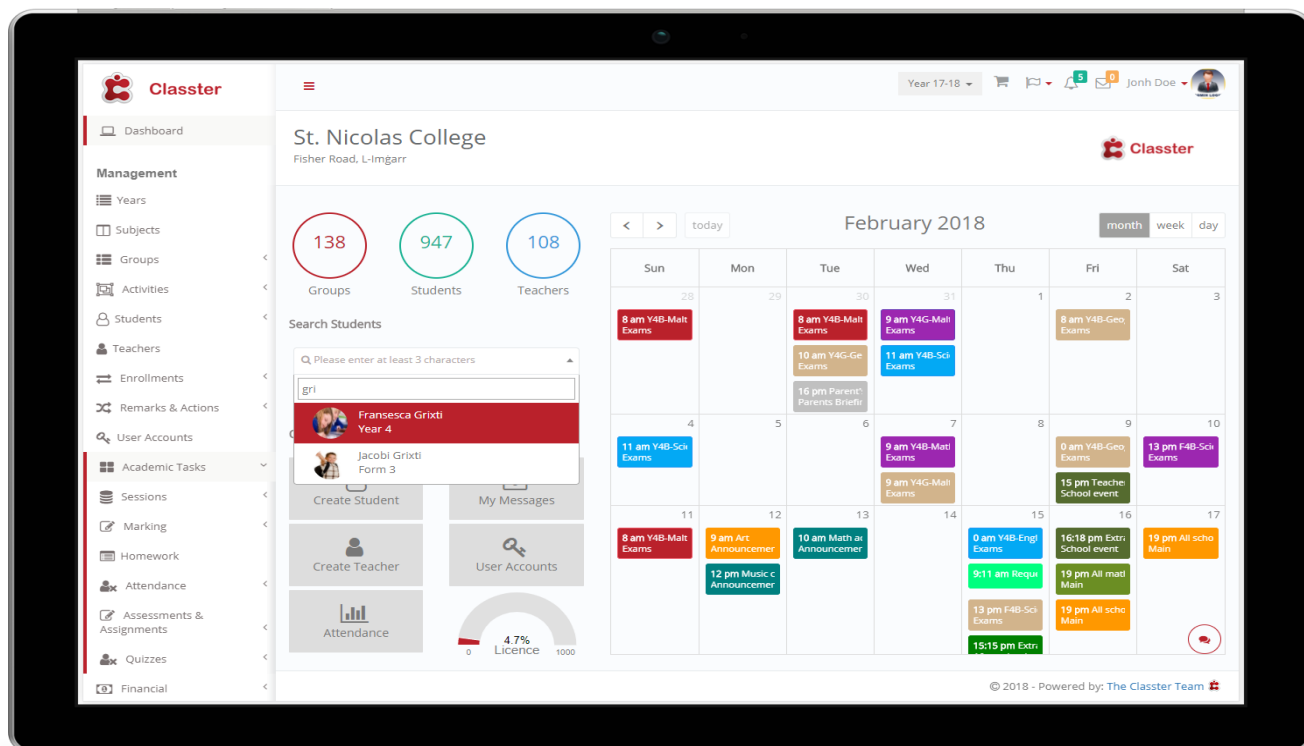 Classter
Year 17-18
5
0
Jonh Doe
Dashboard
Management
Years
Subjects
Groups
Activities
Students
Teachers
Enrollments
Remarks & Actions
User Accounts
Academic Tasks
Sessions
Marking
Homework
Attendance
Assessments &
Assignments
Quizzes
Financial
St. Nicolas College
Fisher Road, L-Imgarr
Classter
138
947
108
Groups
Students
Teachers
Search Students
Please enter at least 3 characters
gri
Fransesca Grixti
Year 4
Jacobi Grixti
Form 3
Create Student
My Messages
Create Teacher
User Accounts
Attendance
4.7%
Licence
0
1000
< >
today
February 2018
month
week
day
Sun
Mon
Tue
Wed
Thu
Fri
Sat
28
29
30
31
1
2
3
8 am Y4B-Malt
Exams
8 am Y4B-Malt
Exams
9 am Y4G-Malt
Exams
8 am Y4B-Geo
Exams
10 am Y4G-Ge
Exams
11 am Y4B-Sci
Exams
16 pm Parent'
Parents Briefin
4
5
6
7
8
9
10
11 am Y4B-Sci
Exams
9 am Y4B-Math
Exams
0 am Y4B-Geo
Exams
13 pm F4B-Sci
Exams
9 am Y4G-Malt
Exams
15 pm Teache
School event
11
12
13
14
15
16
17
8 am Y4B-Malt
Exams
9 am Art
Announcemer
10 am Math ac
Announcemer
0 am Y4B-Engl
Exams
16:18 pm Extra
School event
19 pm All scho
Main
12 pm Music c
Announcemer
9:11 am Requ
19 pm All matl
Main
13 pm F4B-Sci
Exams
19 pm All scho
Main
15:15 pm Extra
© 2018 - Powered by: The Classter Team